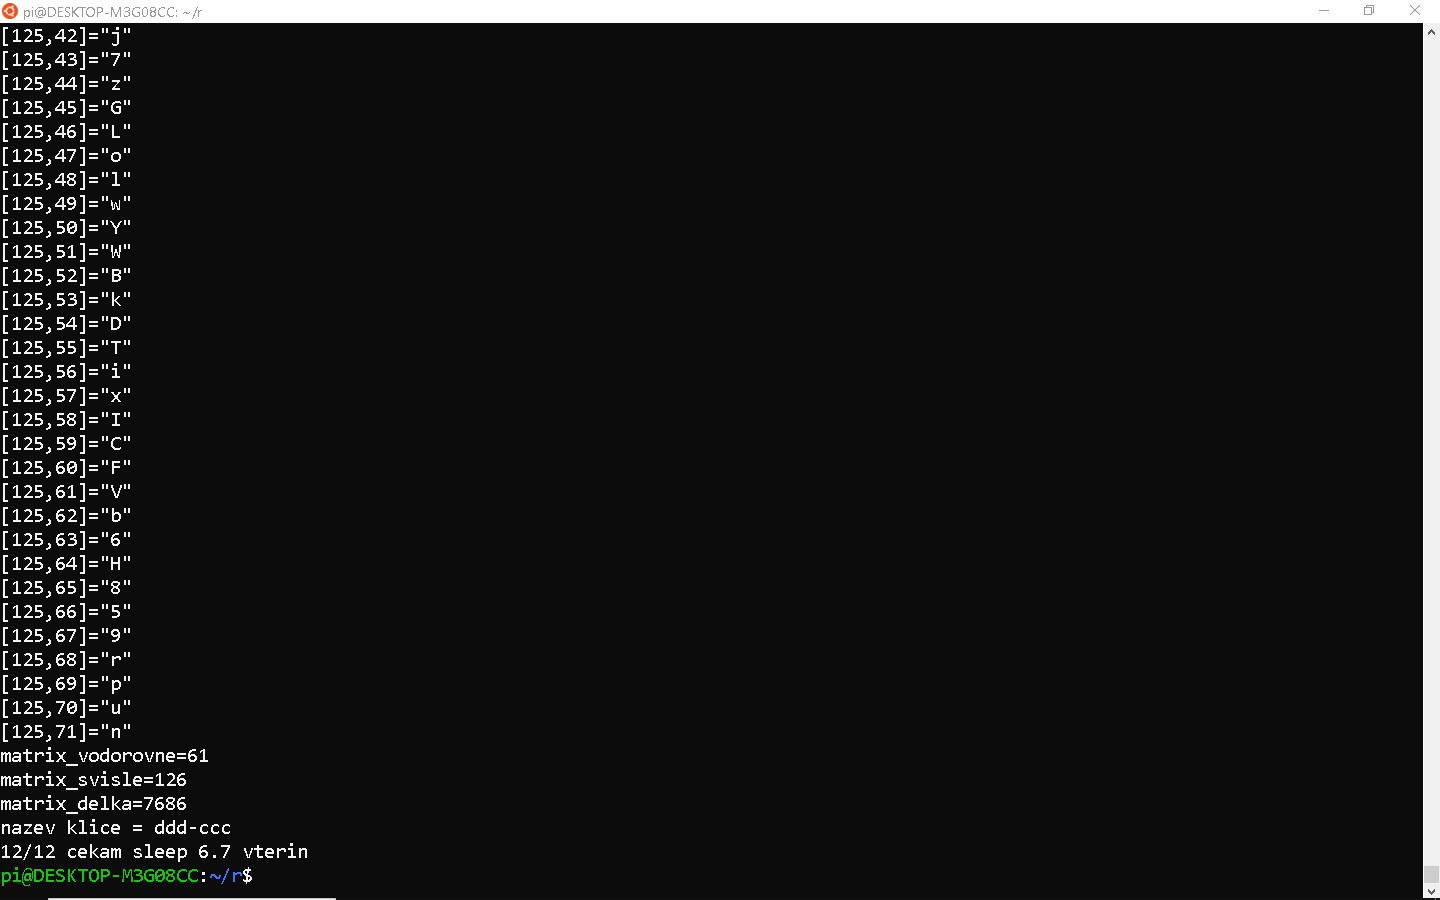 pi@DESKTOP-M3G08CC: ~/r
[125,42]="j"
[125,43]="7"
[125,44]="z"
[125,45]="G"
[125,46]="L"
[125,47]="o"
[125,48]="l"
[125,49]="w"
[125,50]="Y"
[125,51]="W"
[125,52]="B"
[125,53]="k"
[125,54]="D"
[125,55]="T"
[125,56]="i"
[125,57]="x"
[125,58]="I"
[125,59]="C"
[125,60]="F"
[125,61]="V"
[125,62]="b"
[125,63]="6"
[125,64]="H"
[125,65]="8"
[125,66]="5"
[125,67]="9"
[125,68]="r"
[125,69]="p"
[125,70]="u"
[125,71]="n"
matrix_vodorovne=61
matrix_svisle=126
matrix_delka=7686
nazev klice = ddd-ccc
12/12 cekam sleep 6.7 vterin
pi@DESKTOP-M3G08CC:~/r$